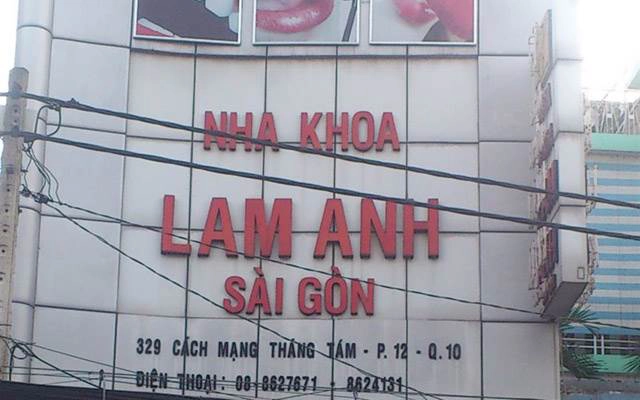 NHA KHOA
LAM ANH
SÀI GÒN
329 CÁCH MẠNG THÁNG TÁM - P. 12 - Q. 10
ĐIỆN THOẠI : 08-8627671 - 8624131